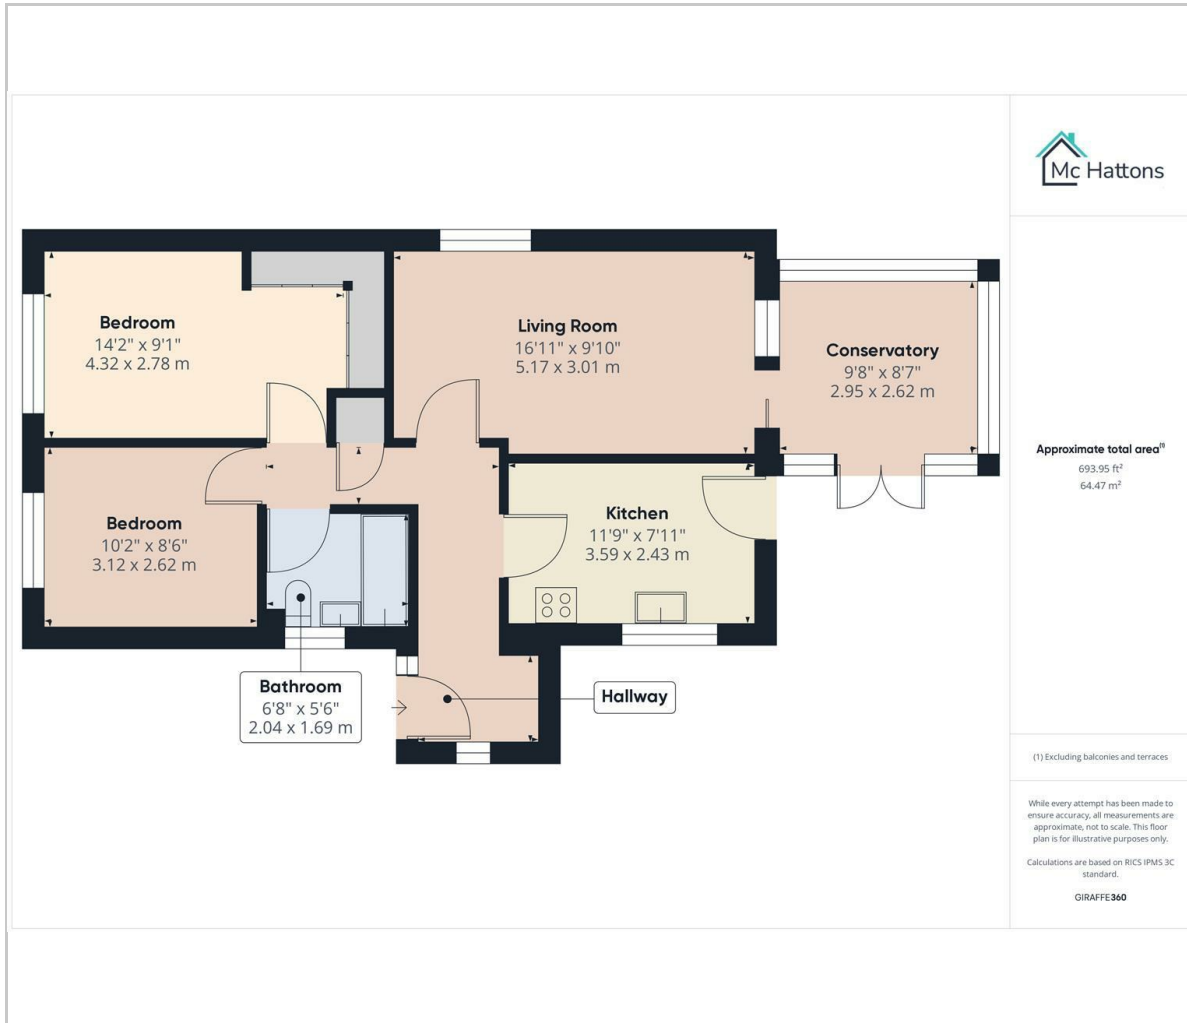 Mc Hattons
Bedroom
14'2" x 9'1"
4.32 x 2.78 m
Living Room
16'11" x 9'10"
5.17 x 3.01 m
Conservatory
9'8" x 8'7"
2.95 x 2.62 m
Bedroom
10'2" x 8'6"
3.12 x 2.62 m
Kitchen
11'9" x 7'11"
3.59 x 2.43 m
Bathroom
6'8" x 5'6"
2.04 x 1.69 m
Hallway
Approximate total area⁽¹⁾
693.95 ft²
64.47 m²
(1) Excluding balconies and terraces
While every attempt has been made to
ensure accuracy, all measurements are
approximate, not to scale. This floor
plan is for illustrative purposes only.
Calculations are based on RICS IPMS 3C
standard.
GIRAFFE360